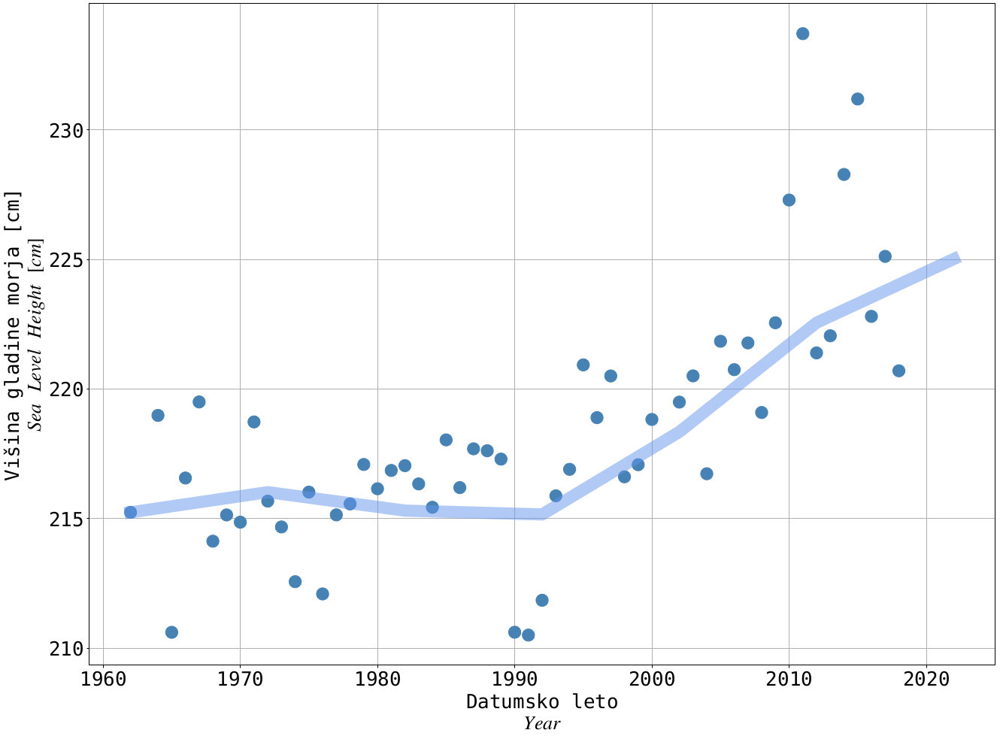 Višina gladine morja [cm]
Sea Level Height [cm]
230
225
220
215
210
1960 1970 1980 1990 2000 2010 2020
Datumsko leto
Year